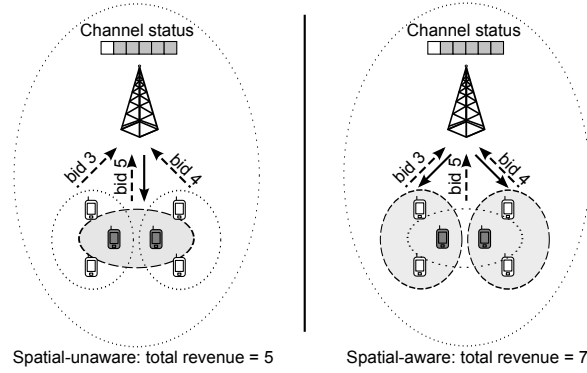 Channel status
bid 3
bid 5
bid 4
Spatial-unaware: total revenue = 5
Channel status
bid 3
bid 5
bid 4
Spatial-aware: total revenue = 7